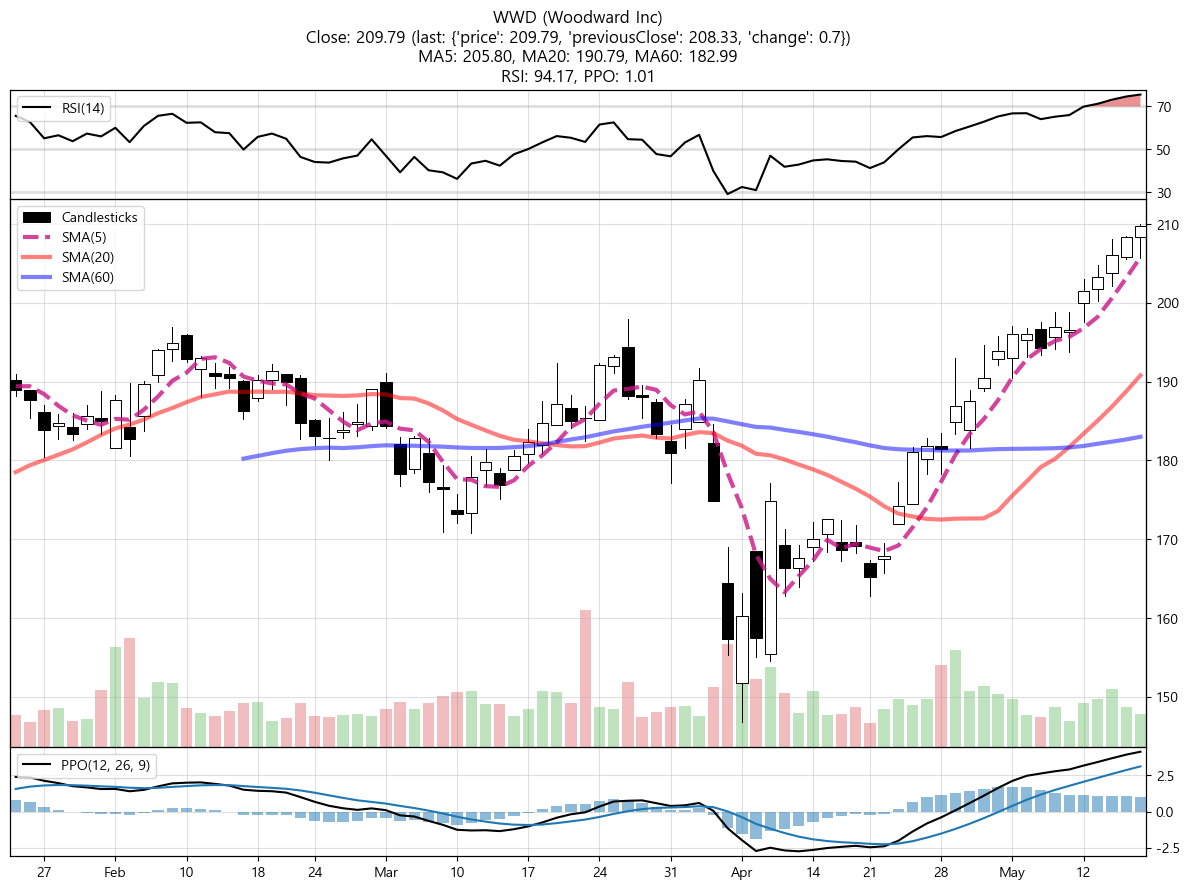 WWD (Woodward Inc)
Close: 209.79 (last: {'price': 209.79, 'previousClose': 208.33, 'change': 0.7})
MA5: 205.80, MA20: 190.79, MA60: 182.99
RSI: 94.17, PPO: 1.01
RSI(14)
70
50
30
Candlesticks
SMA(5)
SMA(20)
SMA(60)
210
200
190
180
170
160
150
PPO(12, 26, 9)
2.5
0.0
−2.5
27 Feb 10 18 24 Mar 10 17 24 31 Apr 14 21 28 May 12